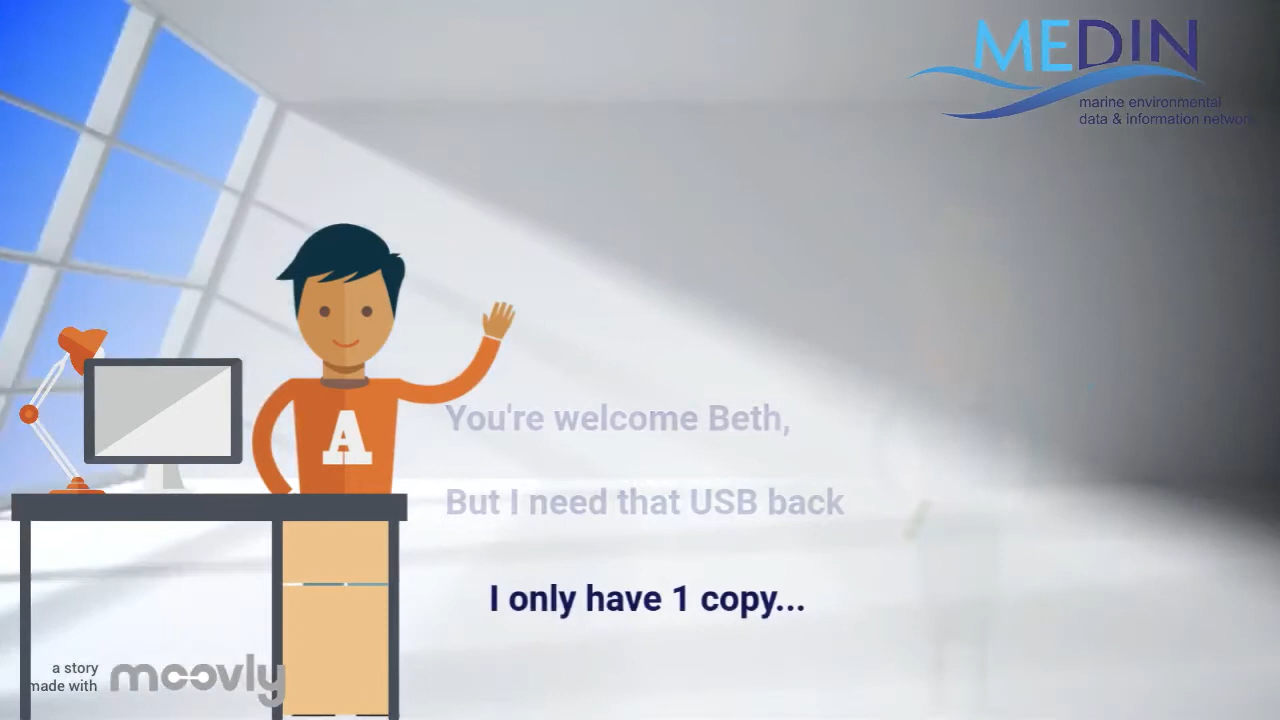 MEDIN
marine environmental
data & information network
A
You're welcome Beth,
But I need that USB back
I only have 1 copy...
a story
made with
moovly